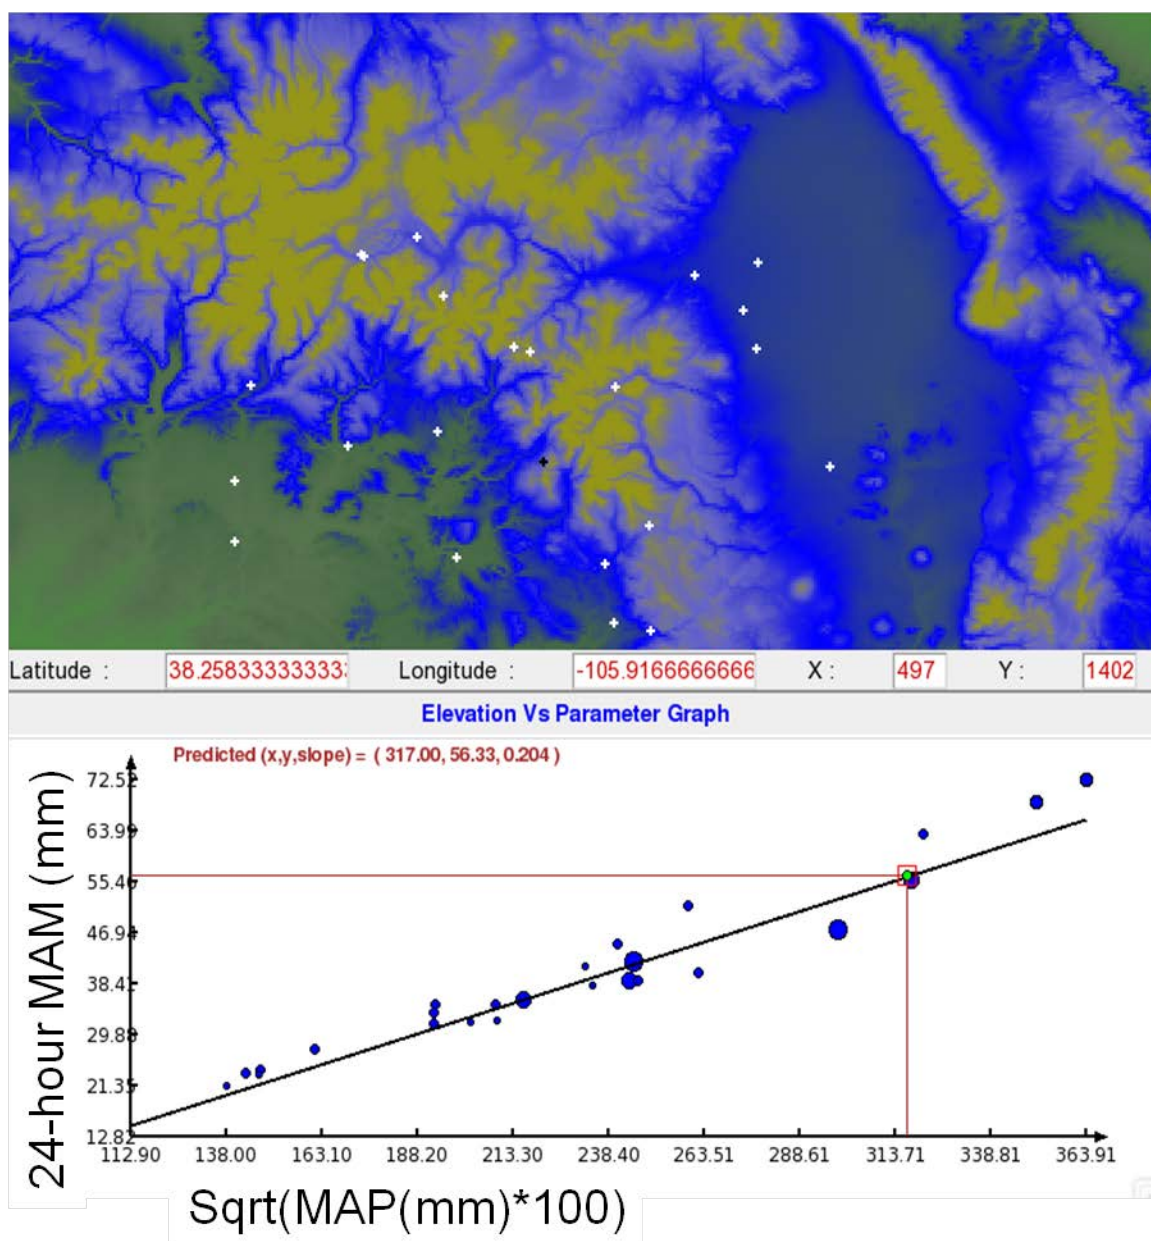 Latitude : 38.25833333333 Longitude : -105.9166666666 X : 497 Y : 1402
Elevation Vs Parameter Graph
Predicted (x,y,slope) = ( 317.00, 56.33, 0.204 )
24-hour MAM (mm)
72.52
63.99
55.46
46.94
38.41
29.88
21.35
12.82
112.90 138.00 163.10 188.20 213.30 238.40 263.51 288.61 313.71 338.81 363.91
Sqrt(MAP(mm)*100)